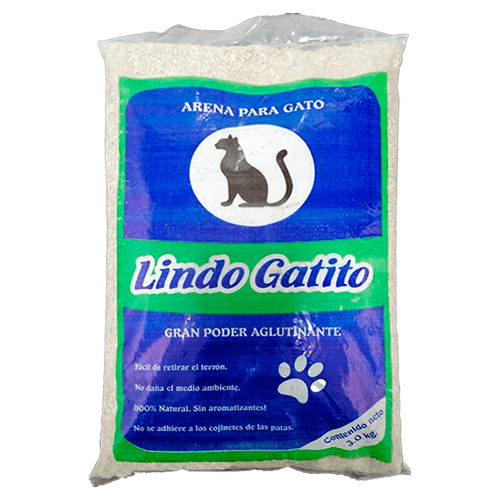 ARENA PARA GATO
Lindo Gatito
GRAN PODER AGLUTINANTE
Fácil de retirar el terrón.
No daña el medio ambiente.
¡100% Natural. Sin aromatizantes!
No se adhiere a los cojinetes de las patas.
Contenido neto
3.0 kg.